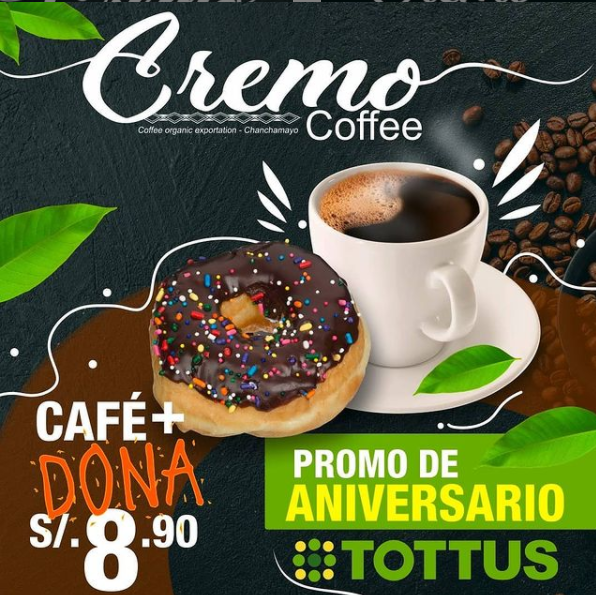 Cremo
Coffee organic exportation - Chanchamayo
Coffee
CAFÉ+
DONA
S/.8.90
PROMO DE
ANIVERSARIO
TOTTUS